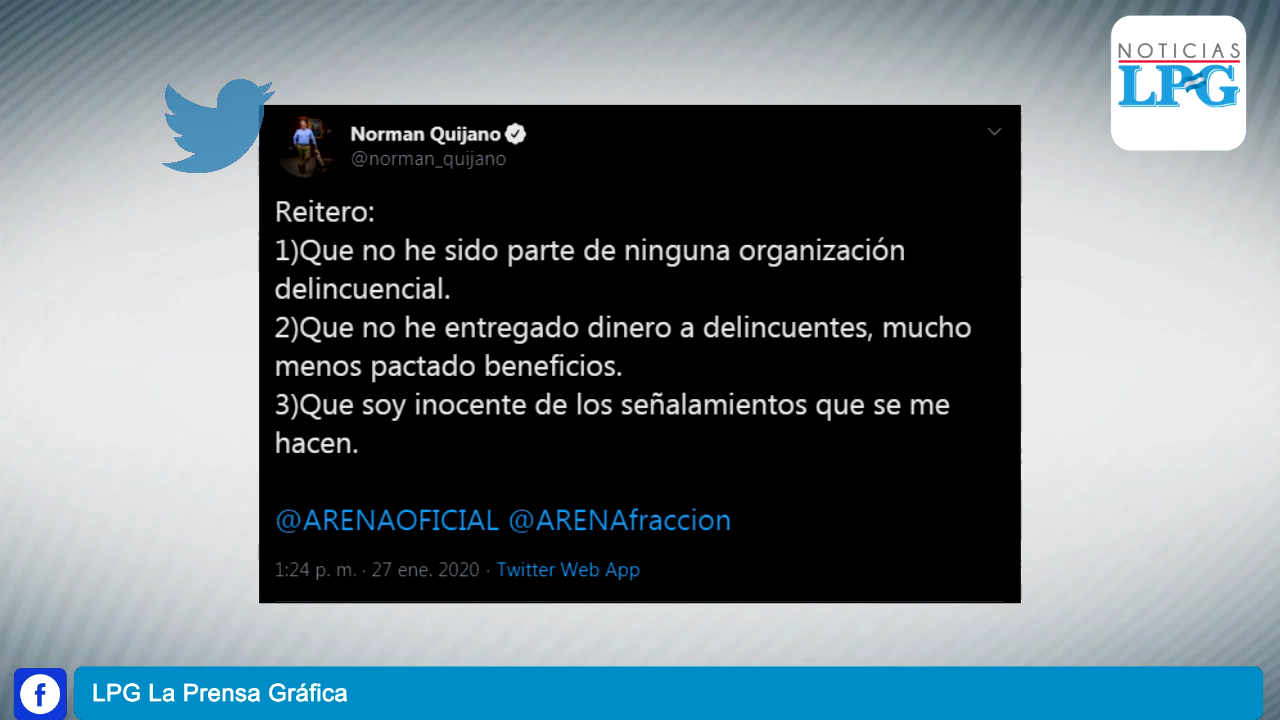 NOTICIAS
LPG
Norman Quijano
@norman_quijano
Reitero:
1)Que no he sido parte de ninguna organización
delincuencial.
2)Que no he entregado dinero a delincuentes, mucho
menos pactado beneficios.
3)Que soy inocente de los señalamientos que se me
hacen.
@ARENAOFICIAL @ARENAfraccion
1:24 p. m. · 27 ene. 2020 · Twitter Web App
LPG La Prensa Gráfica